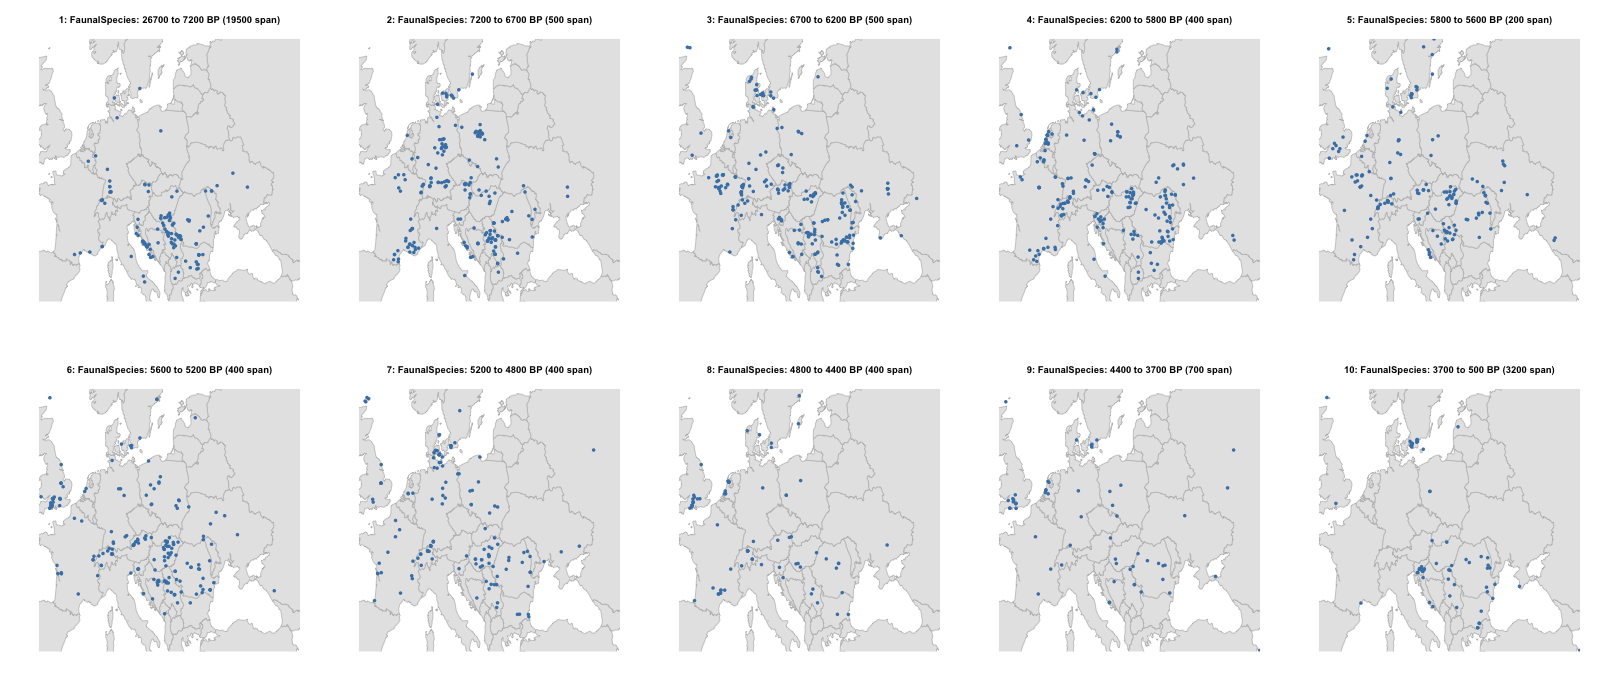 1: FaunalSpecies: 26700 to 7200 BP (19500 span)
2: FaunalSpecies: 7200 to 6700 BP (500 span)
3: FaunalSpecies: 6700 to 6200 BP (500 span)
4: FaunalSpecies: 6200 to 5800 BP (400 span)
5: FaunalSpecies: 5800 to 5600 BP (200 span)
6: FaunalSpecies: 5600 to 5200 BP (400 span)
7: FaunalSpecies: 5200 to 4800 BP (400 span)
8: FaunalSpecies: 4800 to 4400 BP (400 span)
9: FaunalSpecies: 4400 to 3700 BP (700 span)
10: FaunalSpecies: 3700 to 500 BP (3200 span)